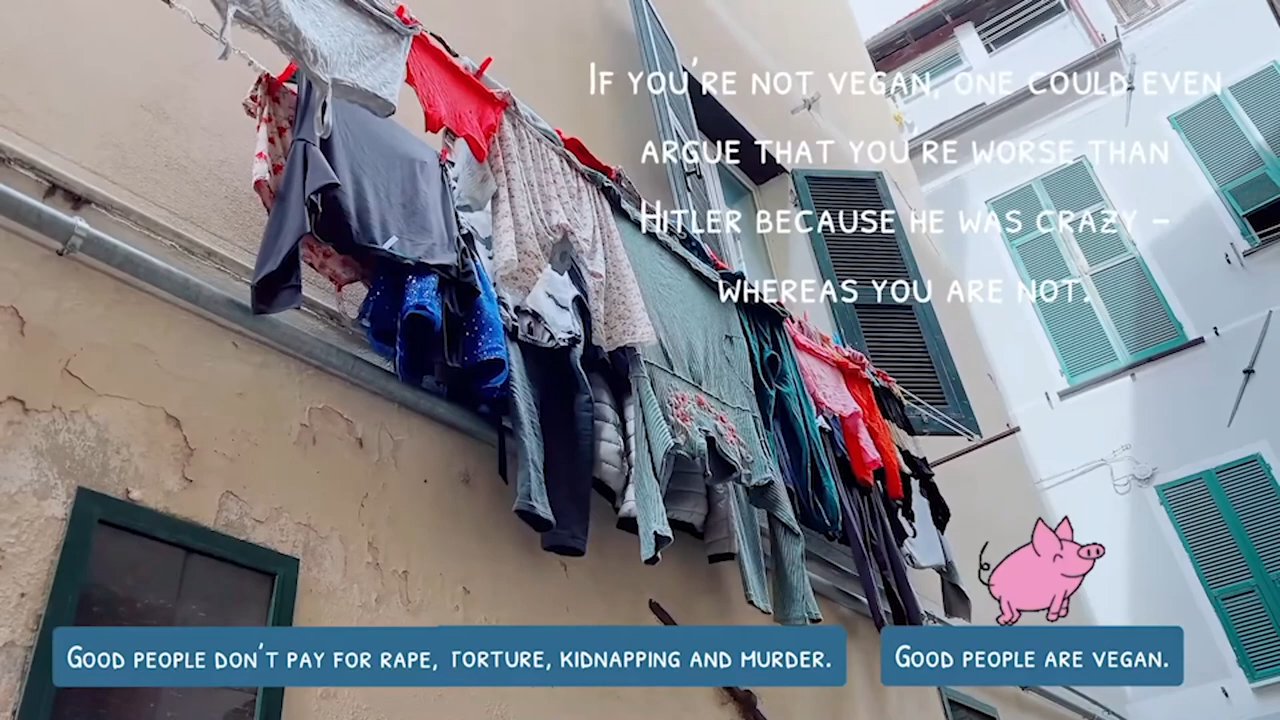 If you're not vegan, one could even
argue that you're worse than
Hitler because he was crazy –
whereas you are not.
Good people don't pay for rape, torture, kidnapping and murder.
Good people are vegan.